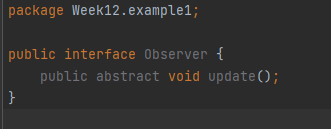 package Week12.example1;
public interface Observer {
    public abstract void update();
}